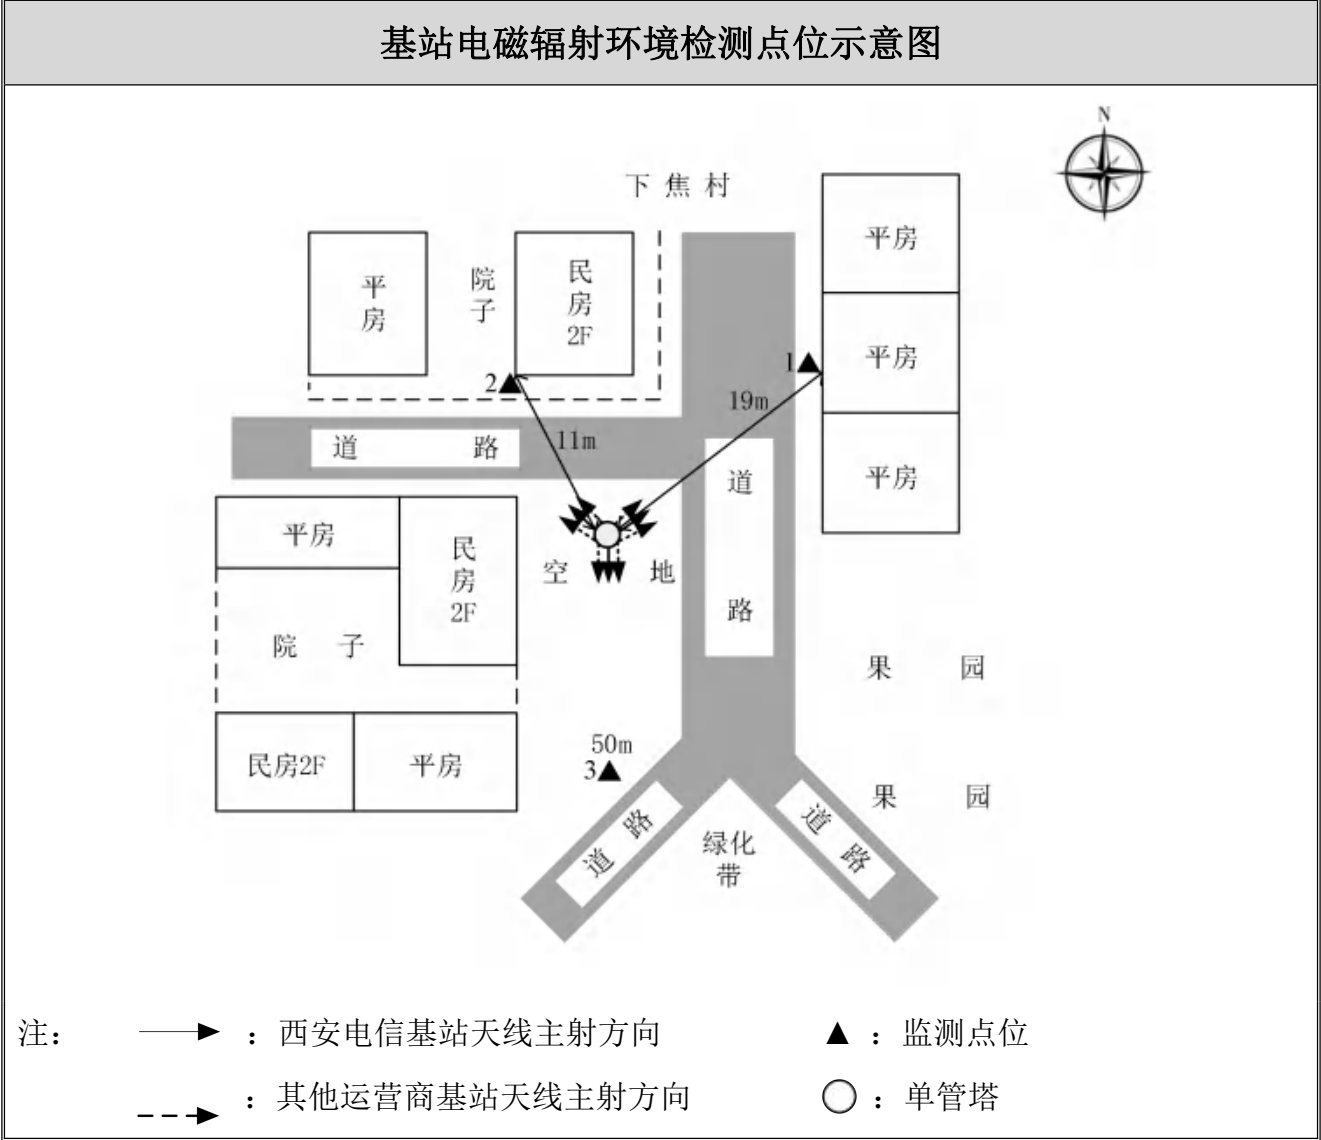 基站电磁辐射环境检测点位示意图
N
下焦村
平房
平房
院子
民房2F
平房
1
2
19m
11m
道路
平房
道路
平房
民房2F
空地
院子
果园
50m
3
民房2F
平房
果园
道路
道路
绿化带
注：
：西安电信基站天线主射方向
：监测点位
：其他运营商基站天线主射方向
：单管塔